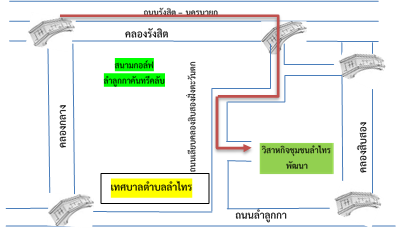 ถนนรังสิต – นครนายก
คลองรังสิต
สนามกอล์ฟ
ลำลูกกาคันทรีคลับ
ถนนเลียบคลองสิบสองฝั่งตะวันตก
คลองกลาง
คลองสิบสอง
วิสาหกิจชุมชนลำไทร
พัฒนา
เทศบาลตำบลลำไทร
ถนนลำลูกกา